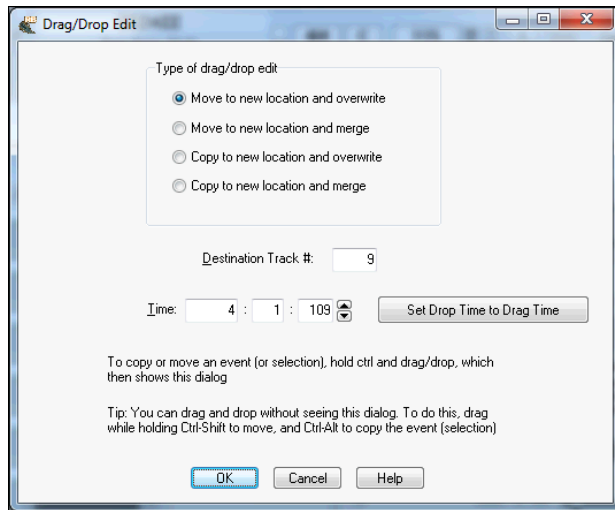 Drag/Drop Edit
Type of drag/drop edit
Move to new location and overwrite
Move to new location and merge
Copy to new location and overwrite
Copy to new location and merge
Destination Track #: 9
Time: 4 : 1 : 109 Set Drop Time to Drag Time
To copy or move an event (or selection), hold ctrl and drag/drop, which
then shows this dialog
Tip: You can drag and drop without seeing this dialog. To do this, drag
while holding Ctrl-Shift to move, and Ctrl-Alt to copy the event (selection)
OK Cancel Help